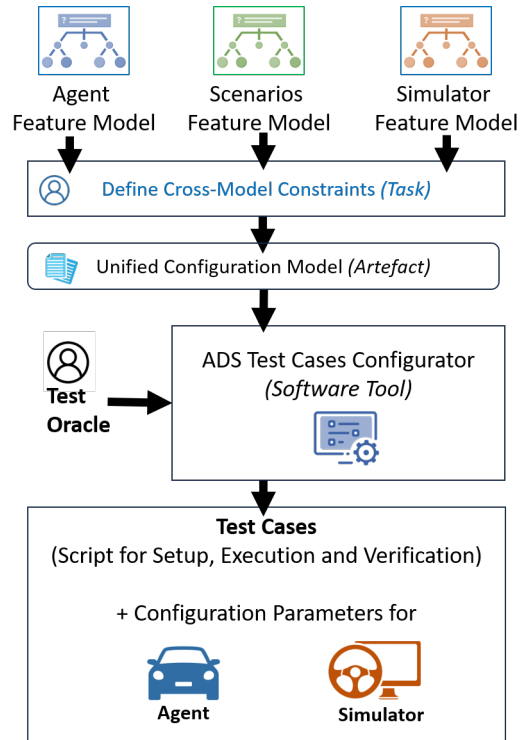 ?
?
?
Agent
Feature Model
Scenarios
Feature Model
Simulator
Feature Model
Define Cross-Model Constraints (Task)
Unified Configuration Model (Artefact)
Test
Oracle
ADS Test Cases Configurator
(Software Tool)
Test Cases
(Script for Setup, Execution and Verification)
+ Configuration Parameters for
Agent
Simulator